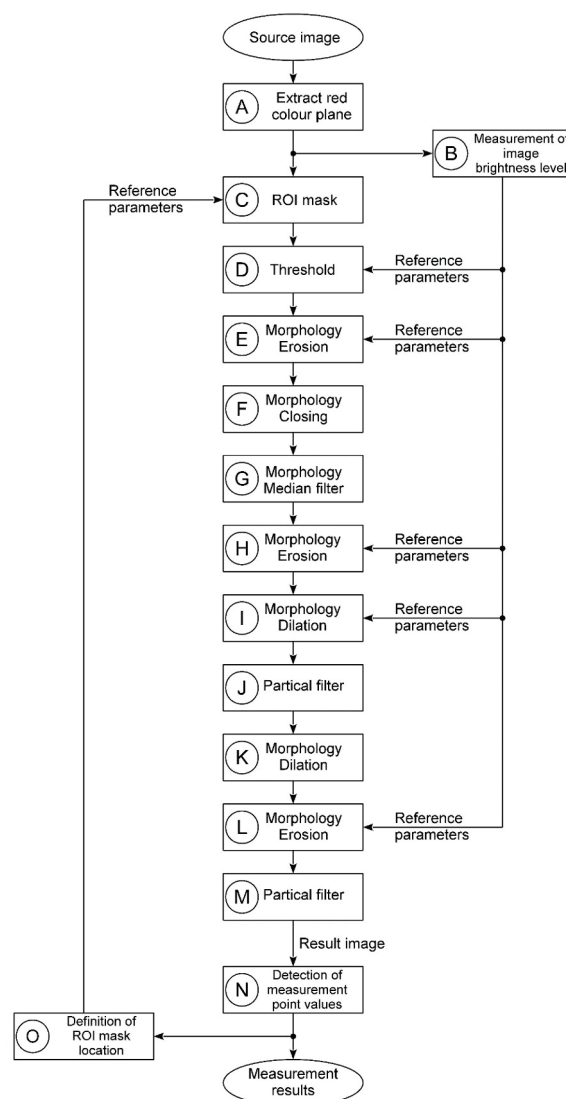 Source image
A
Extract red
colour plane
B
Measurement of
image
brightness level
Reference
parameters
C
ROI mask
D
Threshold
Reference
parameters
E
Morphology
Erosion
Reference
parameters
F
Morphology
Closing
G
Morphology
Median filter
H
Morphology
Erosion
Reference
parameters
I
Morphology
Dilation
Reference
parameters
J
Partical filter
K
Morphology
Dilation
L
Morphology
Erosion
Reference
parameters
M
Partical filter
Result image
N
Detection of
measurement
point values
O
Definition of
ROI mask
location
Measurement
results